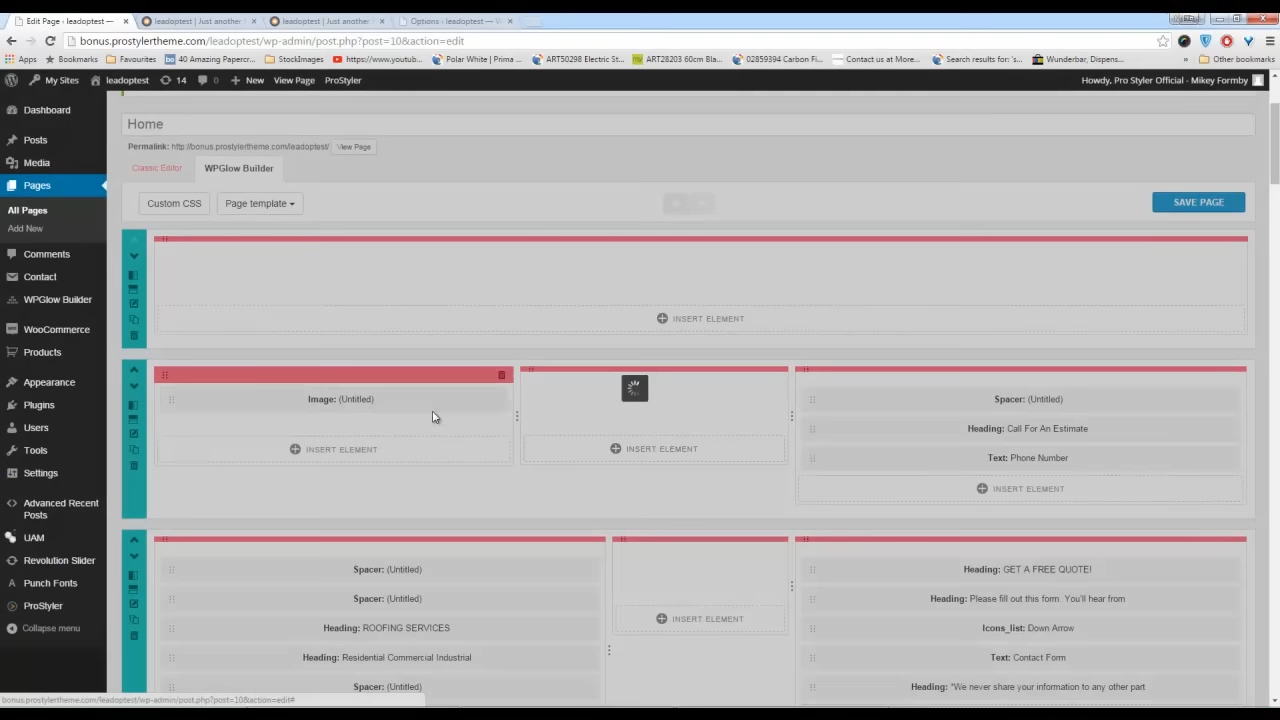 Edit Page ‹ leadoptest — ×
leadoptest | Just another ×
leadoptest | Just another ×
Options ‹ leadoptest — ×
bonus.prostylertheme.com/leadoptest/wp-admin/post.php?post=10&action=edit
Apps
Bookmarks
Favourites
40 Amazing Papercr...
StockImages
https://www.youtub...
Polar White | Prima ...
ART50298 Electric St...
ART28203 60cm Bla...
02859394 Carbon Fi...
Contact us at More...
Search results for: 's...
Wunderbar, Dispens...
»
Other bookmarks
My Sites
leadoptest
14
0
New
View Page
ProStyler
Howdy, Pro Styler Official - Mikey Formby
Dashboard
Posts
Media
Pages
All Pages
Add New
Comments
Contact
WPGlow Builder
WooCommerce
Products
Appearance
Plugins
Users
Tools
Settings
Advanced Recent
Posts
UAM
Revolution Slider
Punch Fonts
ProStyler
Collapse menu
Home
Permalink: http://bonus.prostylertheme.com/leadoptest/
View Page
Classic Editor
WPGlow Builder
Custom CSS
Page template
SAVE PAGE
INSERT ELEMENT
Image: (Untitled)
INSERT ELEMENT
INSERT ELEMENT
Spacer: (Untitled)
Heading: Call For An Estimate
Text: Phone Number
INSERT ELEMENT
Spacer: (Untitled)
Spacer: (Untitled)
Heading: ROOFING SERVICES
Heading: Residential Commercial Industrial
Spacer: (Untitled)
INSERT ELEMENT
Heading: GET A FREE QUOTE!
Heading: Please fill out this form. You'll hear from
Icons_list: Down Arrow
Text: Contact Form
Heading: *We never share your information to any other part
bonus.prostylertheme.com/leadoptest/wp-admin/post.php?post=10&action=edit#